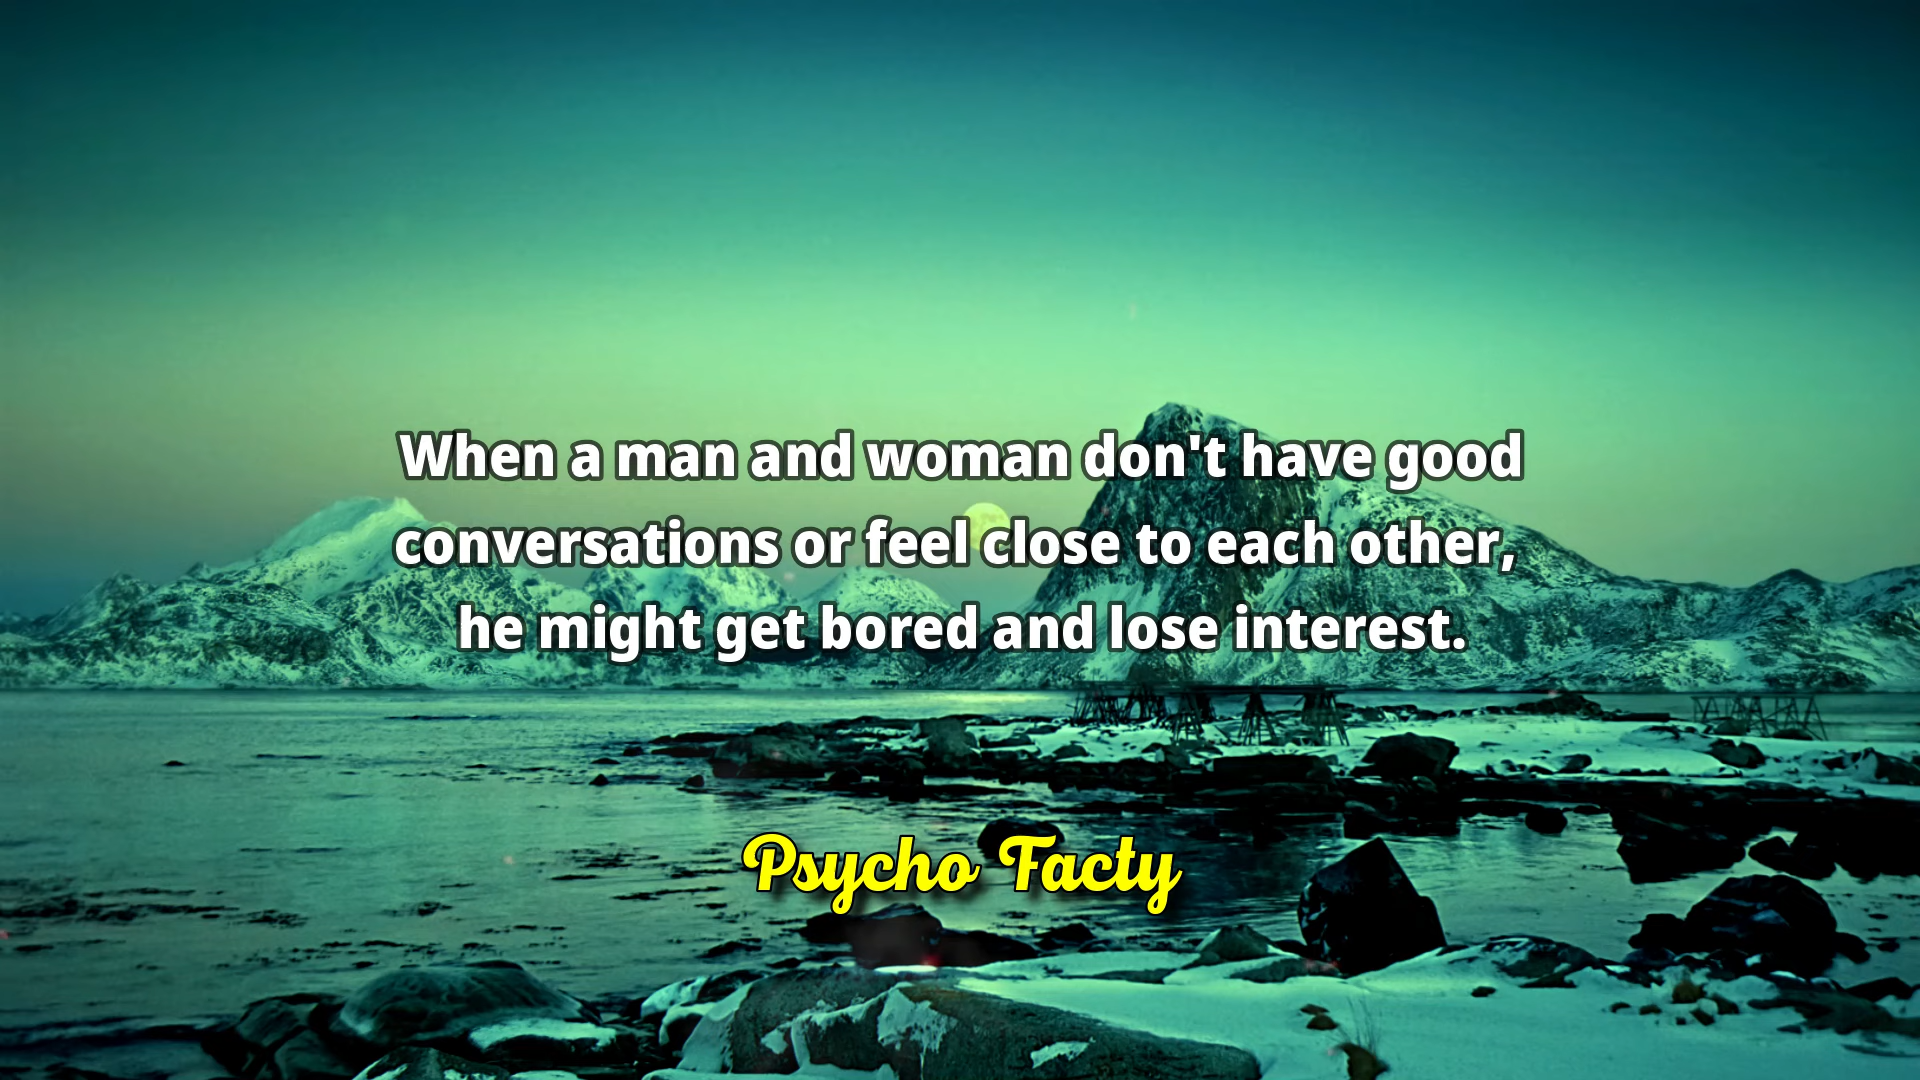 When a man and woman don't have good
conversations or feel close to each other,
he might get bored and lose interest.
Psycho Facty